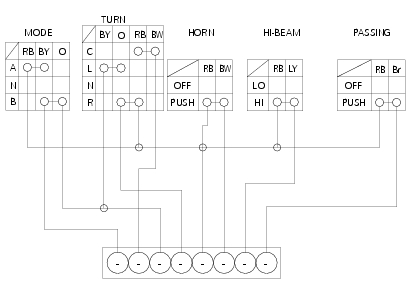 MODE
TURN
HORN
HI-BEAM
PASSING
RB BY O
A
N
B
BY O RB BW
C
L
N
R
RB BW
OFF
PUSH
RB LY
LO
HI
RB Br
OFF
PUSH
- - - - - - - -